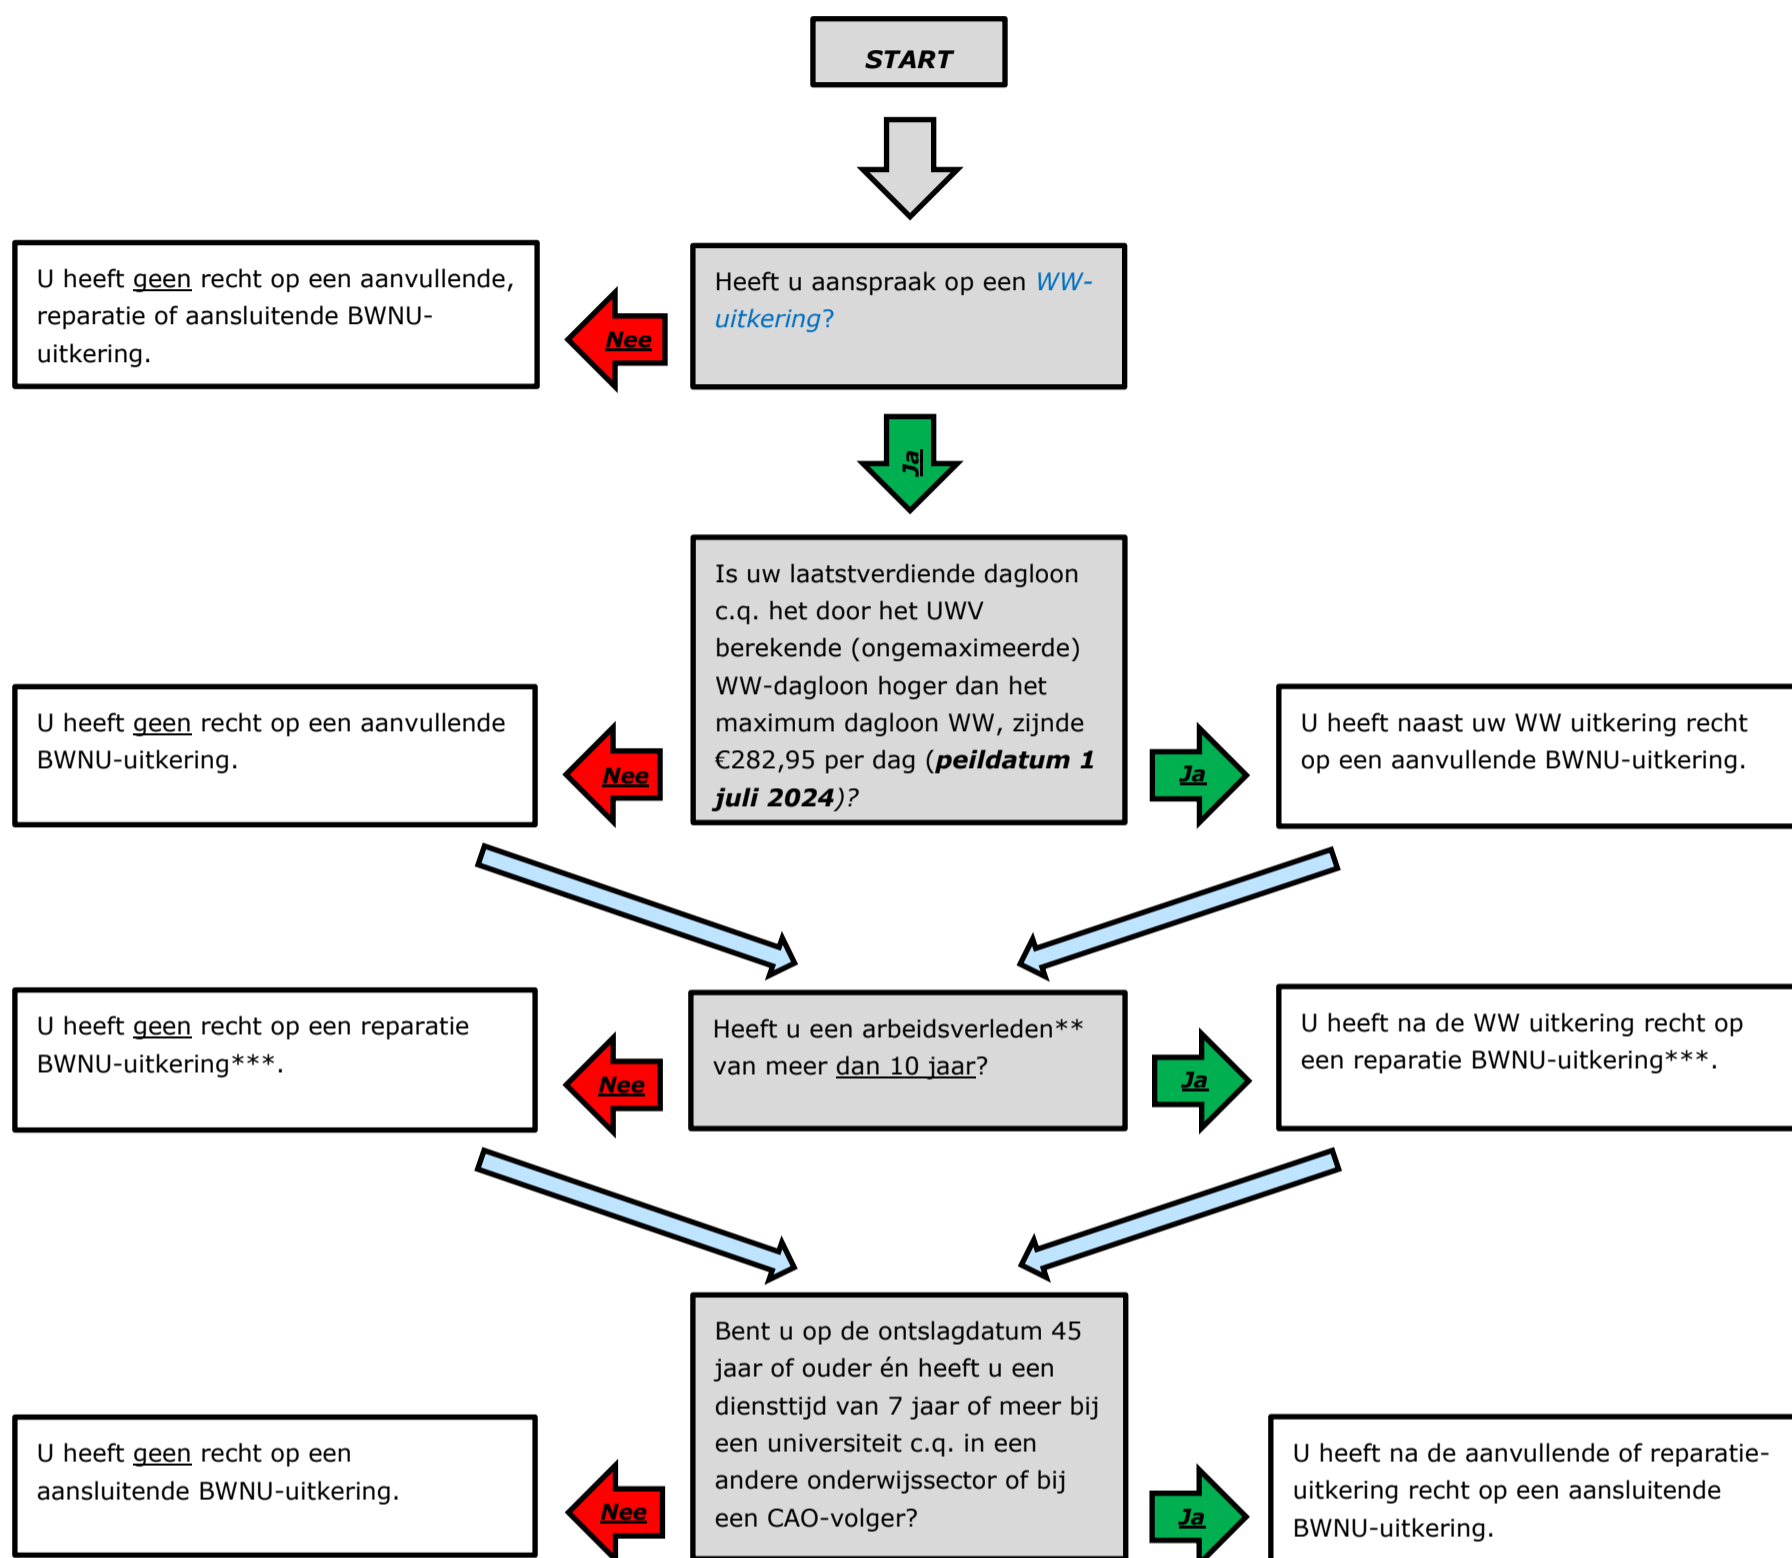 START
U heeft geen recht op een aanvullende,
reparatie of aansluitende BWNU-
uitkering.
Nee
Heeft u aanspraak op een WW-
uitkering?
Ja
Is uw laatstverdiende dagloon
c.q. het door het UWV
berekende (ongemaximeerde)
WW-dagloon hoger dan het
maximum dagloon WW, zijnde
€282,95 per dag (peildatum 1
juli 2024)?
U heeft geen recht op een aanvullende
BWNU-uitkering.
Nee
Ja
U heeft naast uw WW uitkering recht
op een aanvullende BWNU-uitkering.
U heeft geen recht op een reparatie
BWNU-uitkering***.
Nee
Heeft u een arbeidsverleden**
van meer dan 10 jaar?
Ja
U heeft na de WW uitkering recht op
een reparatie BWNU-uitkering***.
Bent u op de ontslagdatum 45
jaar of ouder én heeft u een
diensttijd van 7 jaar of meer bij
een universiteit c.q. in een
andere onderwijssector of bij
een CAO-volger?
U heeft geen recht op een
aansluitende BWNU-uitkering.
Nee
Ja
U heeft na de aanvullende of reparatie-
uitkering recht op een aansluitende
BWNU-uitkering.